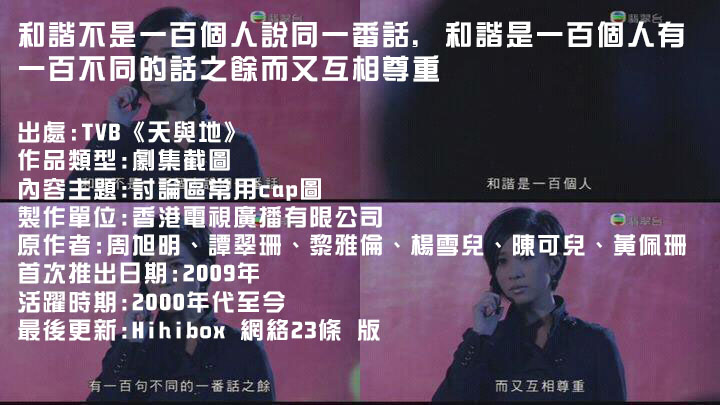 翡翠台
翡翠台
和諧不是一百個人說同一番話, 和諧是一百個人有
一百不同的話之餘而又互相尊重
出處:TVB《天與地》
作品類型:劇集截圖
內容主題:討論區常用cap圖
製作單位:香港電視廣播有限公司
原作者:周旭明、譚翠珊、黎雅倫、楊雪兒、陳可兒、黃佩珊
首次推出日期:2009年
活躍時期:2000年代至今
最後更新:Hihibox 網絡23條 版
和諧是一百個人
翡翠台
有一百句不同的一番話之餘
而又互相尊重